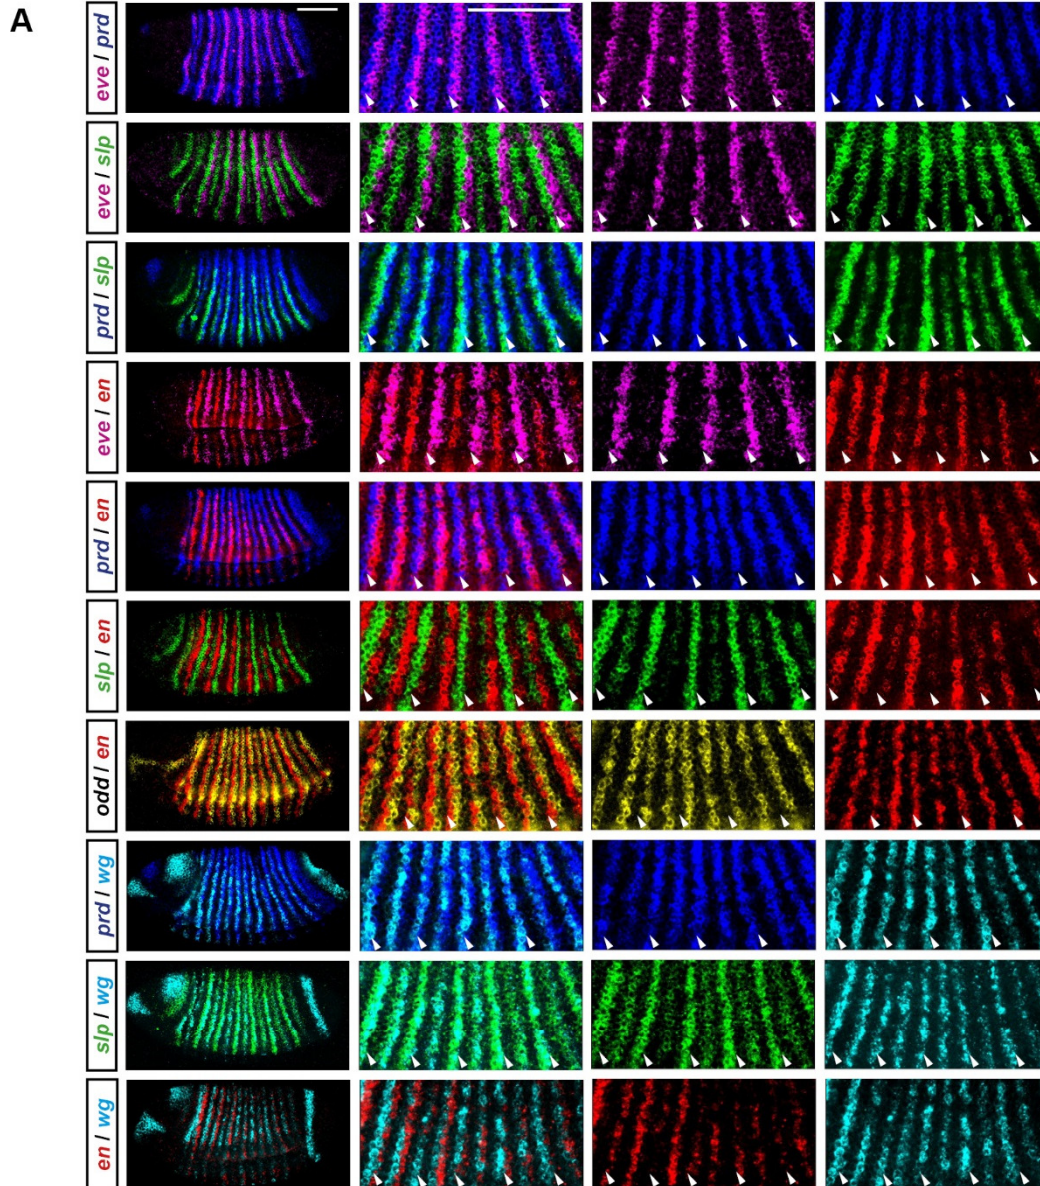 A
eve / prd
eve / slp
prd / slp
eve / en
prd / en
slp / en
odd / en
prd / wg
slp / wg
en / wg